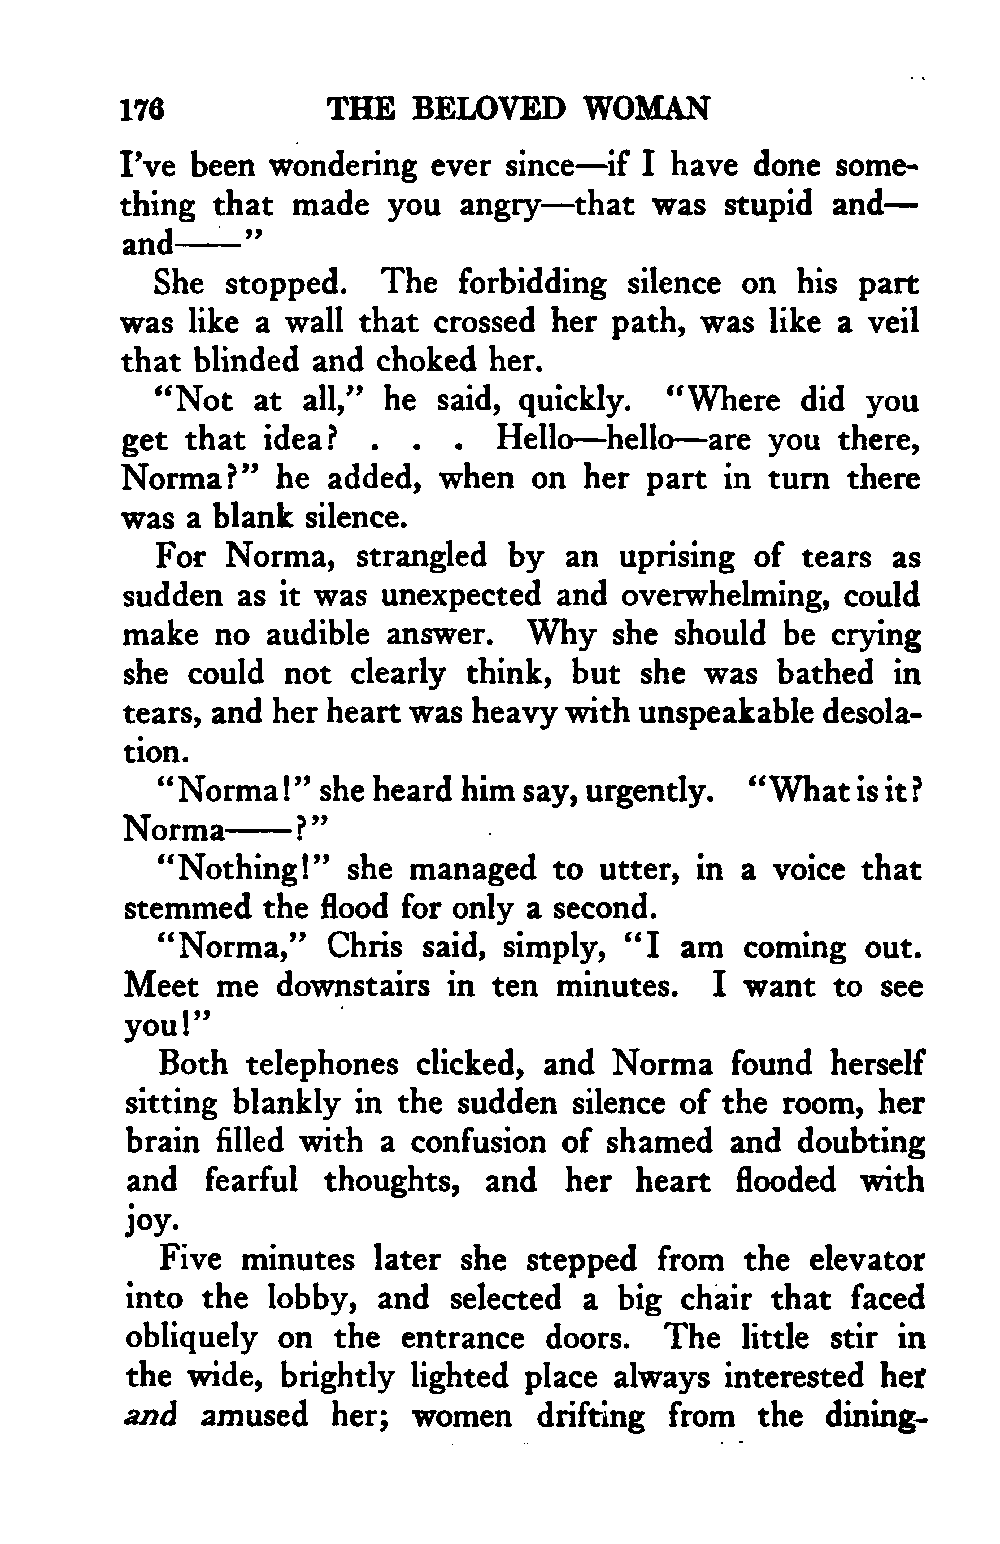 176 THE BELOVED WOMAN
I've been wondering ever since—if I have done some-
thing that made you angry—that was stupid and—
and——"
She stopped. The forbidding silence on his part
was like a wall that crossed her path, was like a veil
that blinded and choked her.
"Not at all," he said, quickly. "Where did you
get that idea? . . . Hello—hello—are you there,
Norma?" he added, when on her part in turn there
was a blank silence.
For Norma, strangled by an uprising of tears as
sudden as it was unexpected and overwhelming, could
make no audible answer. Why she should be crying
she could not clearly think, but she was bathed in
tears, and her heart was heavy with unspeakable desola-
tion.
"Norma!" she heard him say, urgently. "What is it?
Norma——?"
"Nothing!" she managed to utter, in a voice that
stemmed the flood for only a second.
"Norma," Chris said, simply, "I am coming out.
Meet me downstairs in ten minutes. I want to see
you!"
Both telephones clicked, and Norma found herself
sitting blankly in the sudden silence of the room, her
brain filled with a confusion of shamed and doubting
and fearful thoughts, and her heart flooded with
joy.
Five minutes later she stepped from the elevator
into the lobby, and selected a big chair that faced
obliquely on the entrance doors. The little stir in
the wide, brightly lighted place always interested her
and amused her; women drifting from the dining-